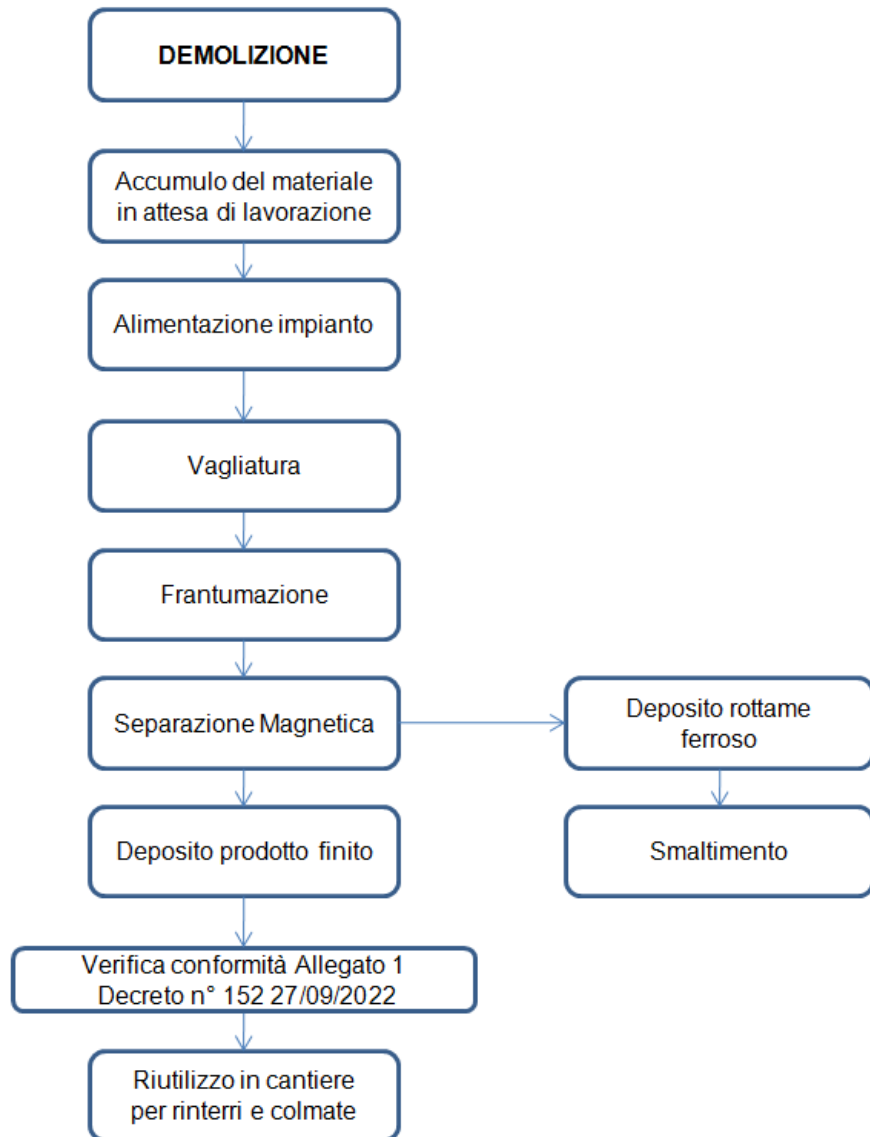 DEMOLIZIONE
Accumulo del materiale
in attesa di lavorazione
Alimentazione impianto
Vagliatura
Frantumazione
Separazione Magnetica
Deposito rottame
ferroso
Deposito prodotto finito
Smaltimento
Verifica conformità Allegato 1
Decreto n° 152 27/09/2022
Riutilizzo in cantiere
per rinterri e colmate